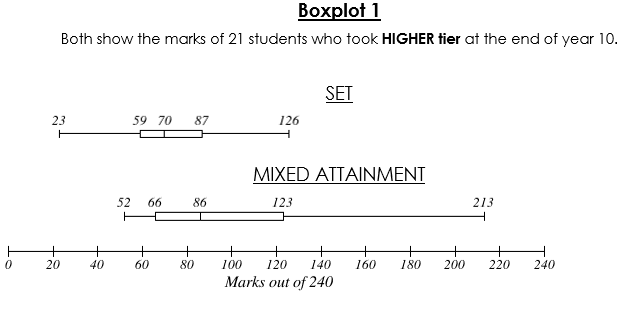 Boxplot 1
Both show the marks of 21 students who took HIGHER tier at the end of year 10.
SET
23 59 70 87 126
MIXED ATTAINMENT
52 66 86 123 213
0 20 40 60 80 100 120 140 160 180 200 220 240
Marks out of 240